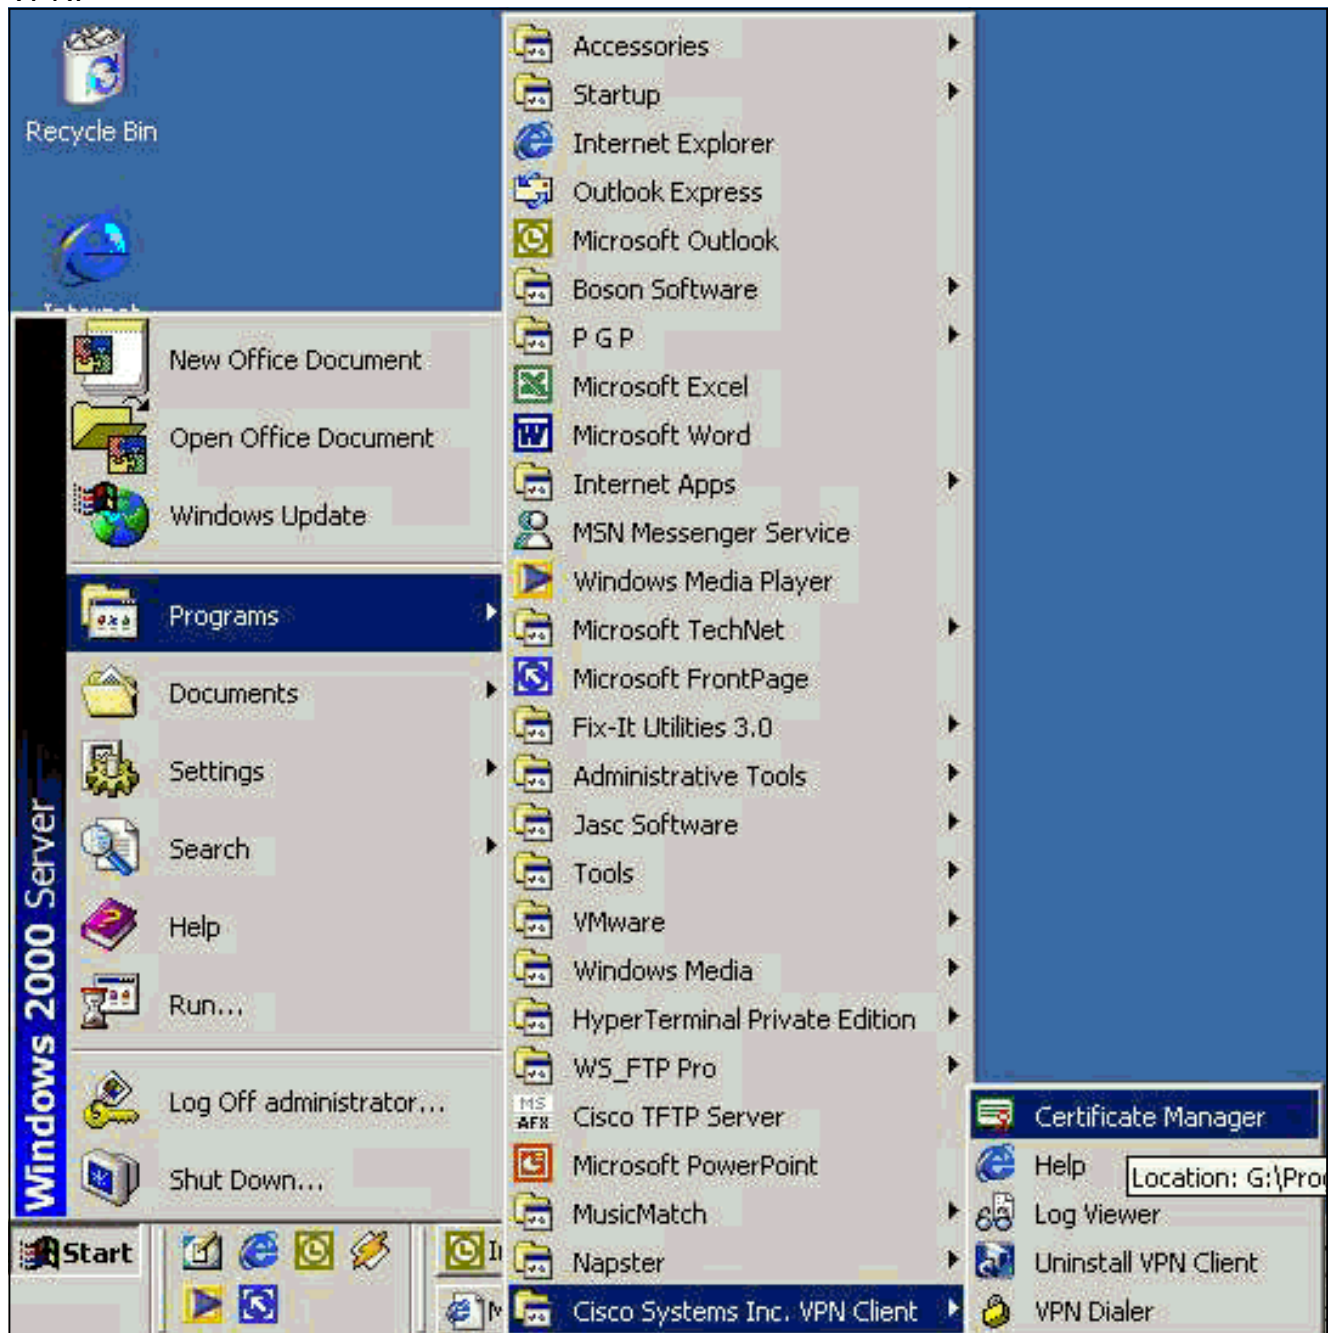 Recycle Bin
New Office Document
Open Office Document
Windows Update
Programs
Documents
Settings
Search
Help
Run...
Log Off administrator...
Shut Down...
Windows 2000 Server
Start
Accessories
Startup
Internet Explorer
Outlook Express
Microsoft Outlook
Boson Software
P G P
Microsoft Excel
Microsoft Word
Internet Apps
MSN Messenger Service
Windows Media Player
Microsoft TechNet
Microsoft FrontPage
Fix-It Utilities 3.0
Administrative Tools
Jasc Software
Tools
VMware
Windows Media
HyperTerminal Private Edition
WS_FTP Pro
MS
AFX
Cisco TFTP Server
Microsoft PowerPoint
MusicMatch
Napster
Cisco Systems Inc. VPN Client
Certificate Manager
Help
Location: G:\Pro
Log Viewer
Uninstall VPN Client
VPN Dialer